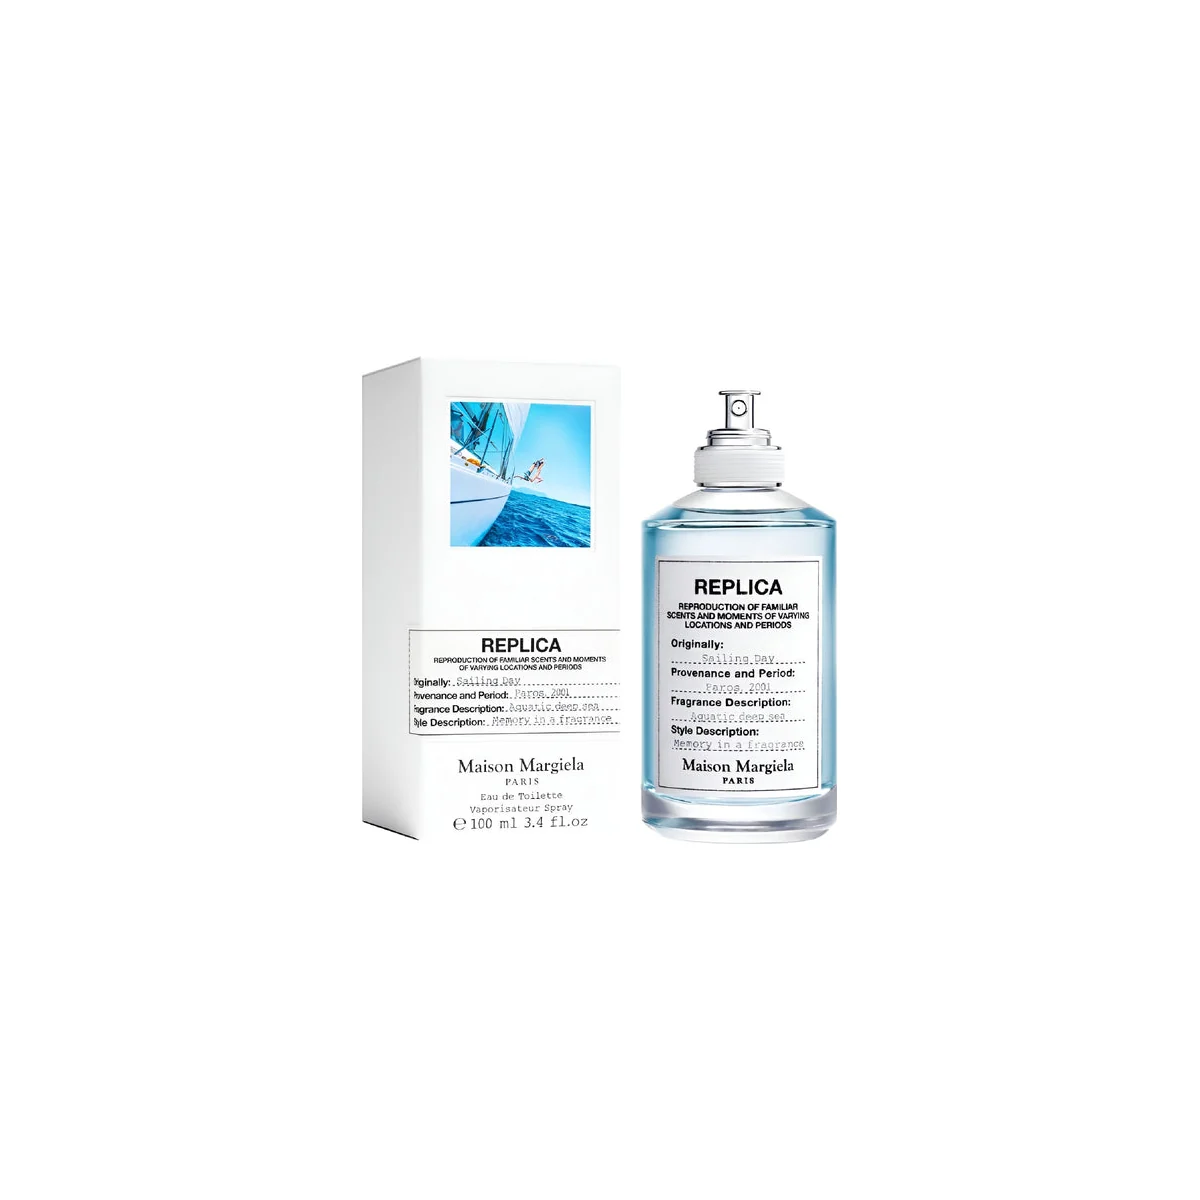 REPLICA
REPRODUCTION OF FAMILIAR SCENTS AND MOMENTS
OF VARYING LOCATIONS AND PERIODS
Originally: Sailing Day
Provenance and Period: Paros, 2001
Fragrance Description: Aquatic deep sea
Style Description: Memory in a fragrance
Maison Margiela
PARIS
Eau de Toilette
Vaporisateur Spray
℮ 100 ml 3.4 fl.oz
REPLICA
REPRODUCTION OF FAMILIAR
SCENTS AND MOMENTS OF VARYING
LOCATIONS AND PERIODS
Originally:
Sailing Day
Provenance and Period:
Paros, 2001
Fragrance Description:
Aquatic deep sea
Style Description:
Memory in a fragrance
Maison Margiela
PARIS